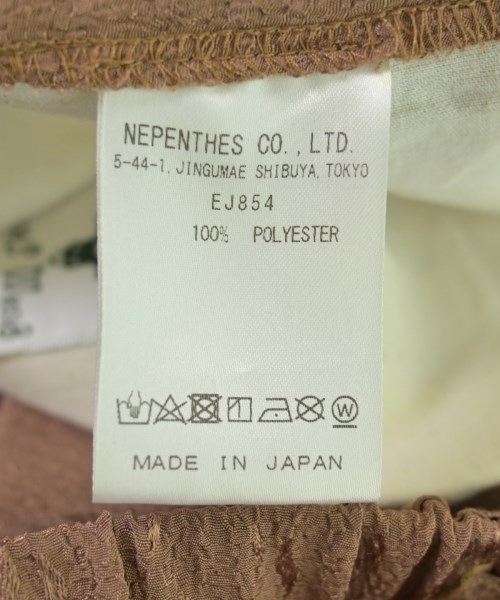 NEPENTHES CO., LTD.
5-44-1, JINGUMAE SHIBUYA, TOKYO
EJ854
100% POLYESTER
W
MADE IN JAPAN